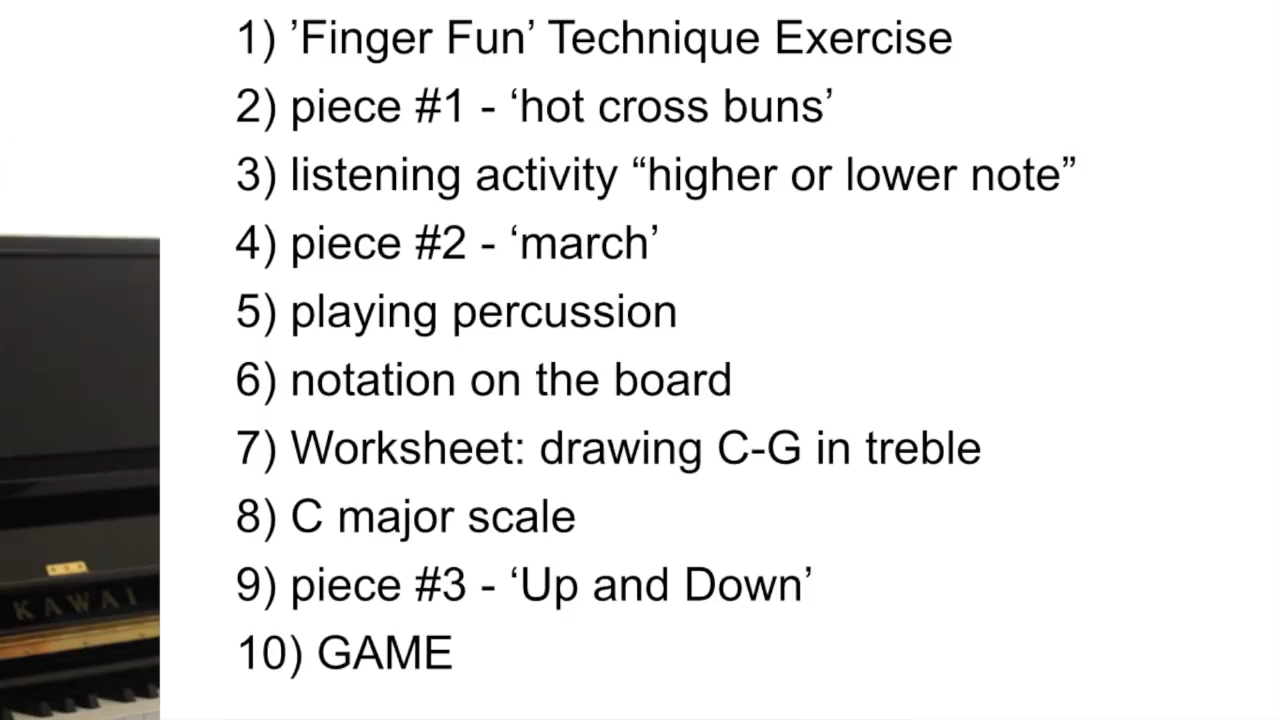 1) ’Finger Fun’ Technique Exercise
2) piece #1 - ‘hot cross buns’
3) listening activity “higher or lower note”
4) piece #2 - ‘march’
5) playing percussion
6) notation on the board
7) Worksheet: drawing C-G in treble
8) C major scale
9) piece #3 - ‘Up and Down’
10) GAME
KAWAI